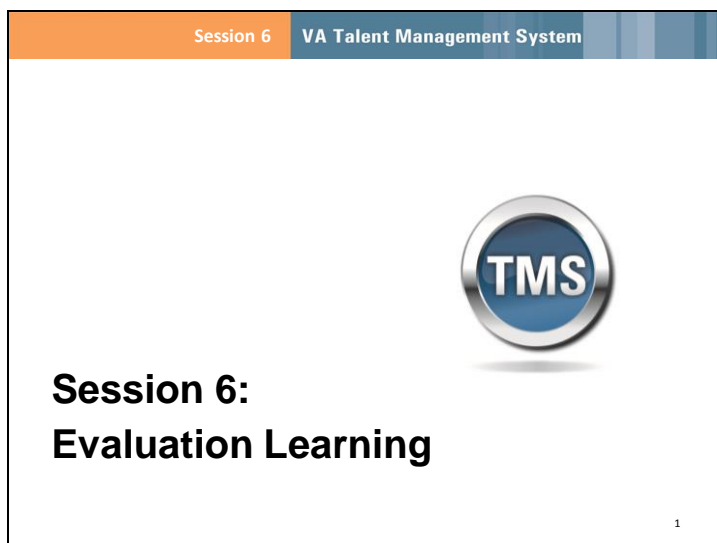 Session 6 VA Talent Management System
TMS
Session 6:
Evaluation Learning
1